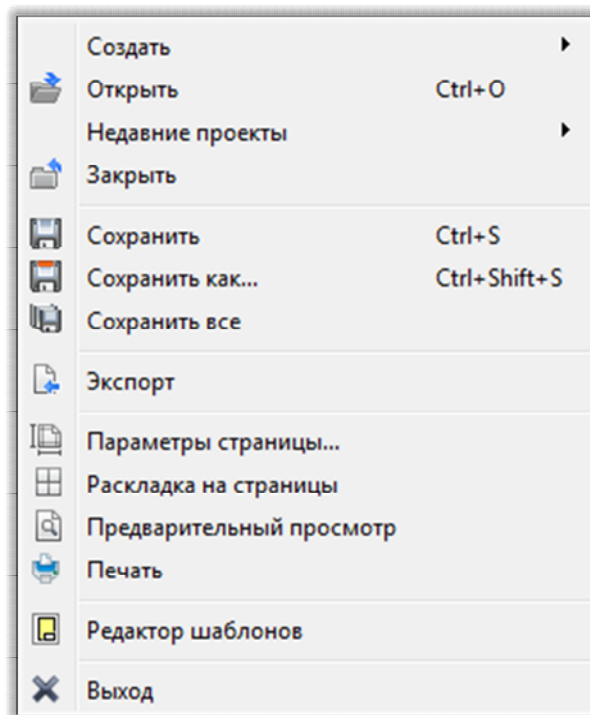 Создать
Открыть Ctrl+O
Недавние проекты
Закрыть
Сохранить Ctrl+S
Сохранить как... Ctrl+Shift+S
Сохранить все
Экспорт
Параметры страницы...
Раскладка на страницы
Предварительный просмотр
Печать
Редактор шаблонов
Выход